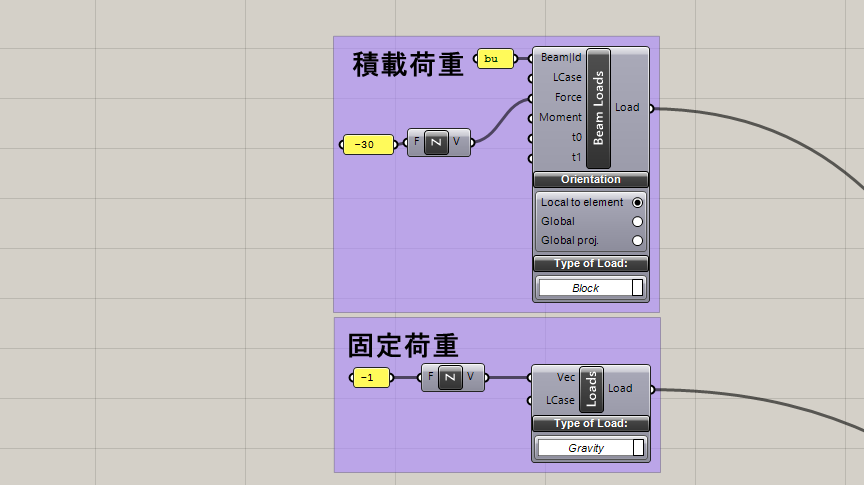 積載荷重
bu
Beam|Id
LCase
Force
Moment
t0
t1
Beam Loads
Load
-30
F Z V
Orientation
Local to element
Global
Global proj.
Type of Load:
Block
固定荷重
-1
F Z V
Vec
LCase
Loads
Load
Type of Load:
Gravity